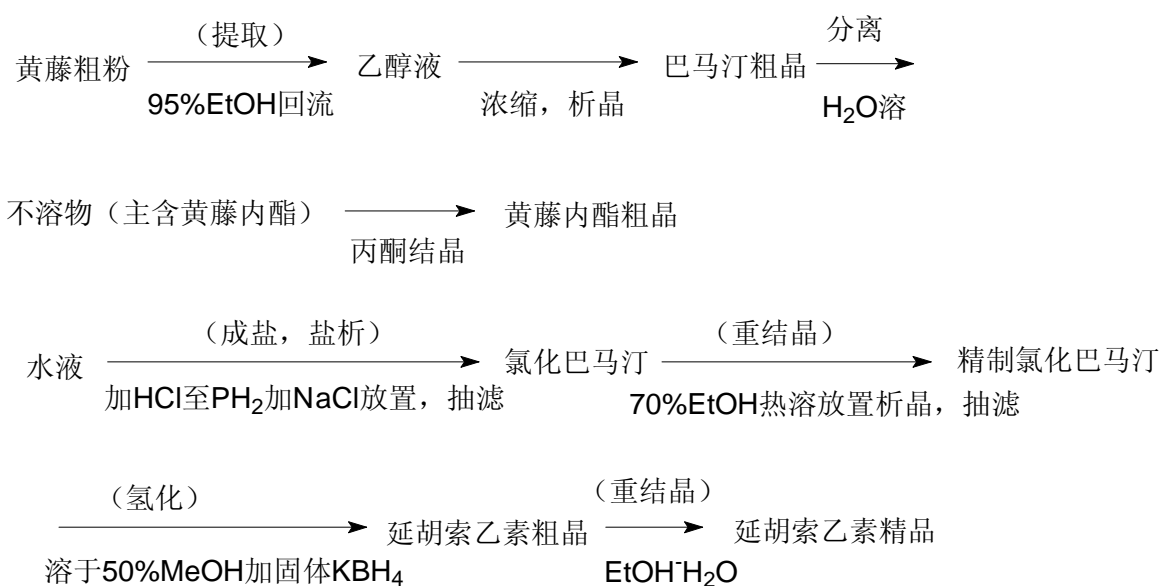 （提取）
分离
黄藤粗粉
乙醇液
巴马汀粗晶
95%EtOH回流
浓缩，析晶
H₂O溶
不溶物（主含黄藤内酯）
黄藤内酯粗晶
丙酮结晶
（成盐，盐析）
（重结晶）
水液
氯化巴马汀
精制氯化巴马汀
加HCl至PH₂加NaCl放置，抽滤
70%EtOH热溶放置析晶，抽滤
（氢化）
（重结晶）
延胡索乙素粗晶
延胡索乙素精品
溶于50%MeOH加固体KBH₄
EtOH⁻H₂O